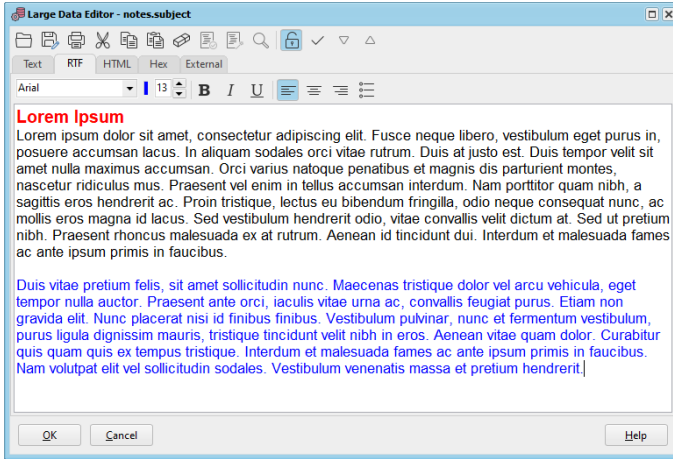 Large Data Editor - notes.subject
Text RTF HTML Hex External
Arial 13 B I U
Lorem Ipsum
Lorem ipsum dolor sit amet, consectetur adipiscing elit. Fusce neque libero, vestibulum eget purus in,
posuere accumsan lacus. In aliquam sodales orci vitae rutrum. Duis at justo est. Duis tempor velit sit
amet nulla maximus accumsan. Orci varius natoque penatibus et magnis dis parturient montes,
nascetur ridiculus mus. Praesent vel enim in tellus accumsan interdum. Nam porttitor quam nibh, a
sagittis eros hendrerit ac. Proin tristique, lectus eu bibendum fringilla, odio neque consequat nunc, ac
mollis eros magna id lacus. Sed vestibulum hendrerit odio, vitae convallis velit dictum at. Sed ut pretium
nibh. Praesent rhoncus malesuada ex at rutrum. Aenean id tincidunt dui. Interdum et malesuada fames
ac ante ipsum primis in faucibus.
Duis vitae pretium felis, sit amet sollicitudin nunc. Maecenas tristique dolor vel arcu vehicula, eget
tempor nulla auctor. Praesent ante orci, iaculis vitae urna ac, convallis feugiat purus. Etiam non
gravida elit. Nunc placerat nisi id finibus finibus. Vestibulum pulvinar, nunc et fermentum vestibulum,
purus ligula dignissim mauris, tristique tincidunt velit nibh in eros. Aenean vitae quam dolor. Curabitur
quis quam quis ex tempus tristique. Interdum et malesuada fames ac ante ipsum primis in faucibus.
Nam volutpat elit vel sollicitudin sodales. Vestibulum venenatis massa et pretium hendrerit.
OK Cancel Help